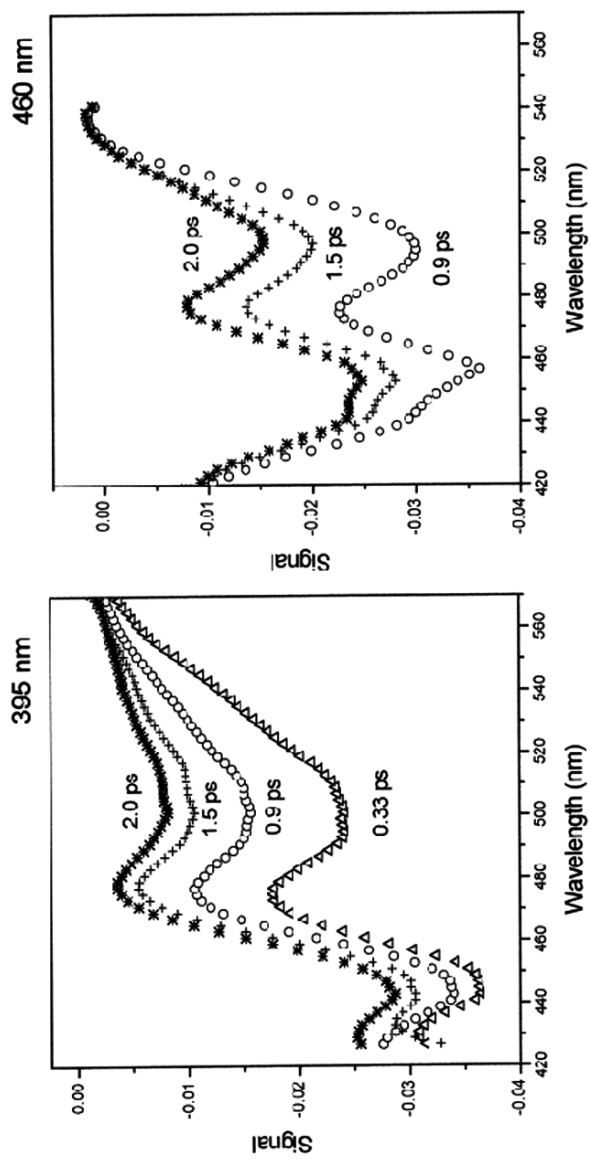 395 nm
0.00
-0.01
-0.02
-0.03
-0.04
Signal
2.0 ps
1.5 ps
0.9 ps
0.33 ps
420 440 460 480 500 520 540 560
Wavelength (nm)
460 nm
0.00
-0.01
-0.02
-0.03
-0.04
Signal
2.0 ps
1.5 ps
0.9 ps
420 440 460 480 500 520 540 560
Wavelength (nm)